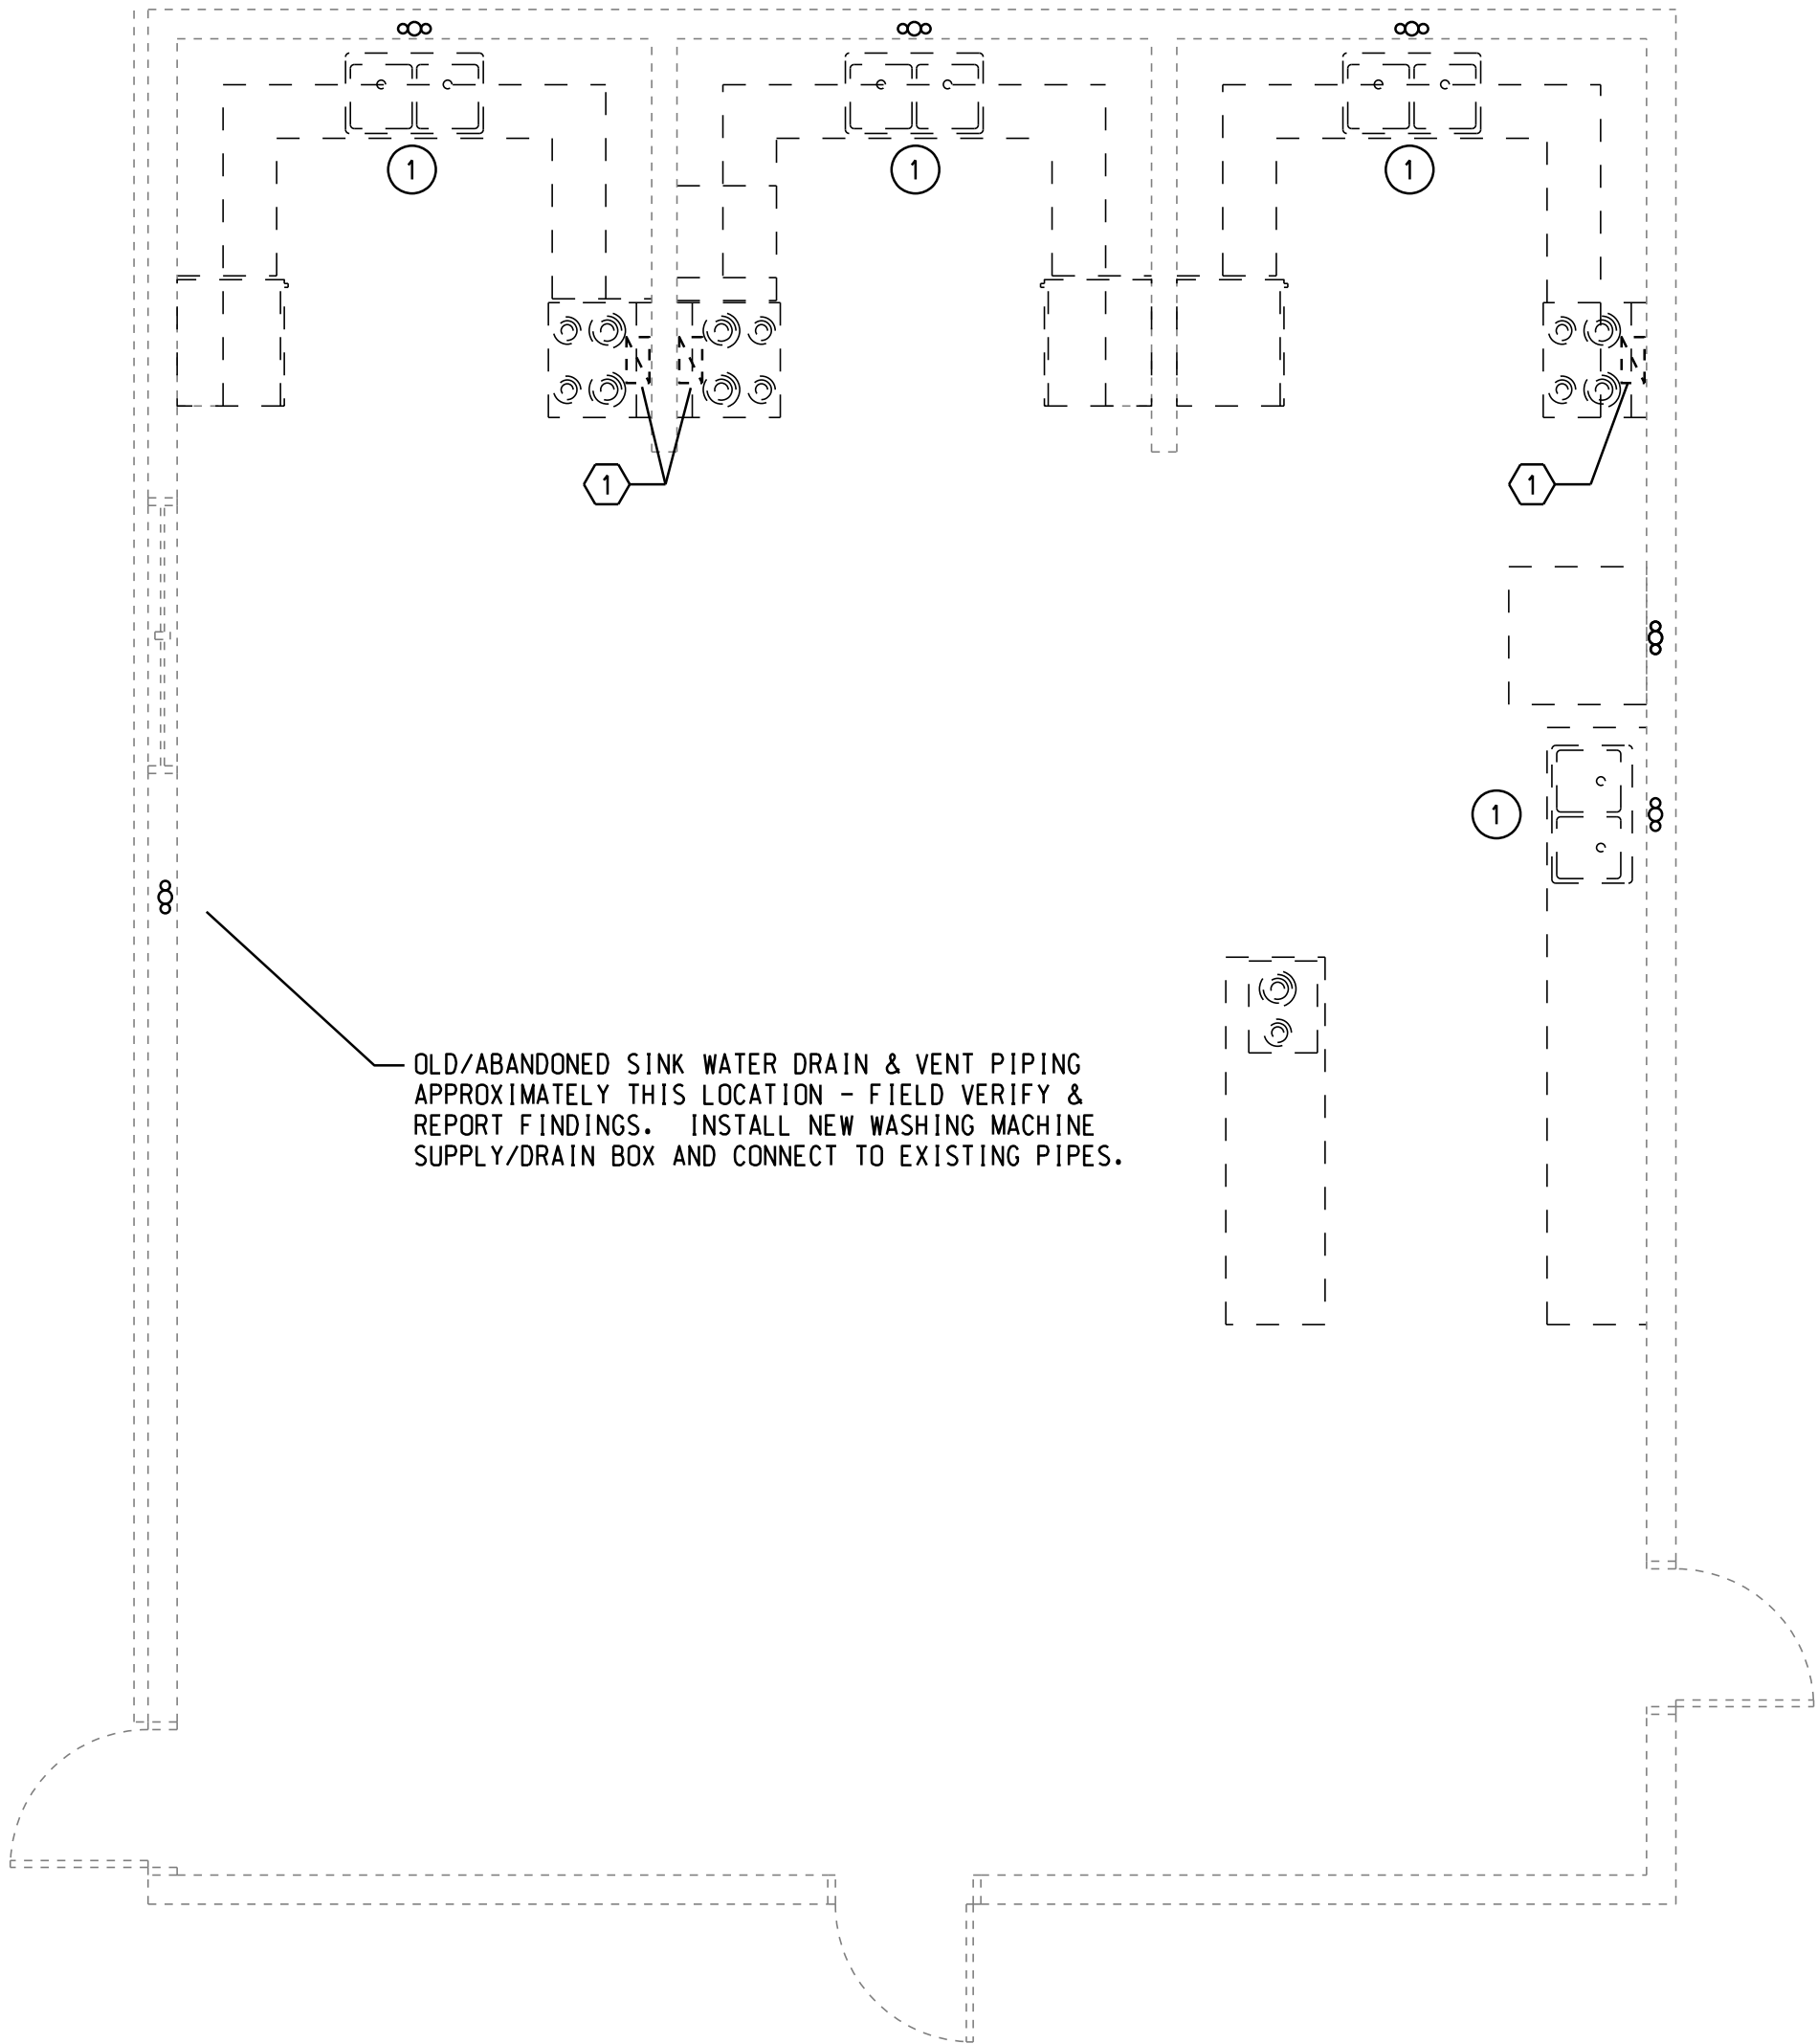 1
1
1
1
1
1
OLD/ABANDONED SINK WATER DRAIN & VENT PIPING
APPROXIMATELY THIS LOCATION - FIELD VERIFY &
REPORT FINDINGS. INSTALL NEW WASHING MACHINE
SUPPLY/DRAIN BOX AND CONNECT TO EXISTING PIPES.